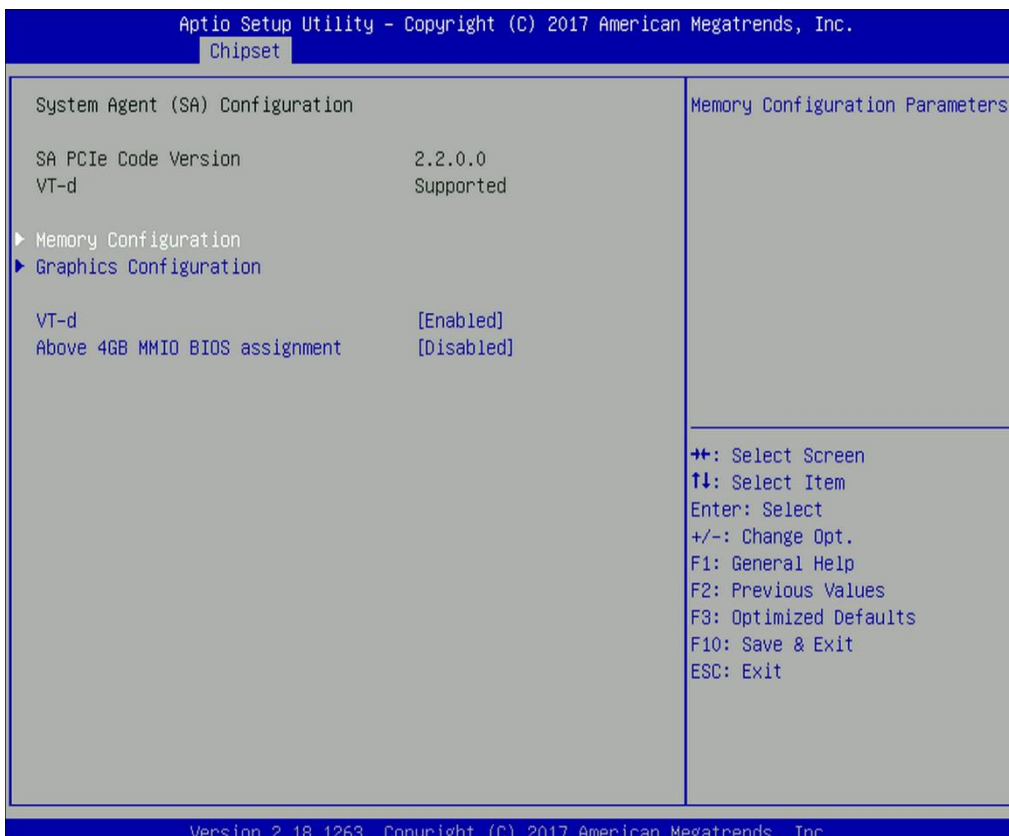 Aptio Setup Utility – Copyright (C) 2017 American Megatrends, Inc.
Chipset
System Agent (SA) Configuration
Memory Configuration Parameters
SA PCIe Code Version 2.2.0.0
VT-d Supported
▶ Memory Configuration
▶ Graphics Configuration
VT-d [Enabled]
Above 4GB MMIO BIOS assignment [Disabled]
→←: Select Screen
↑↓: Select Item
Enter: Select
+/-: Change Opt.
F1: General Help
F2: Previous Values
F3: Optimized Defaults
F10: Save & Exit
ESC: Exit
Version 2.18.1263. Copyright (C) 2017 American Megatrends, Inc.